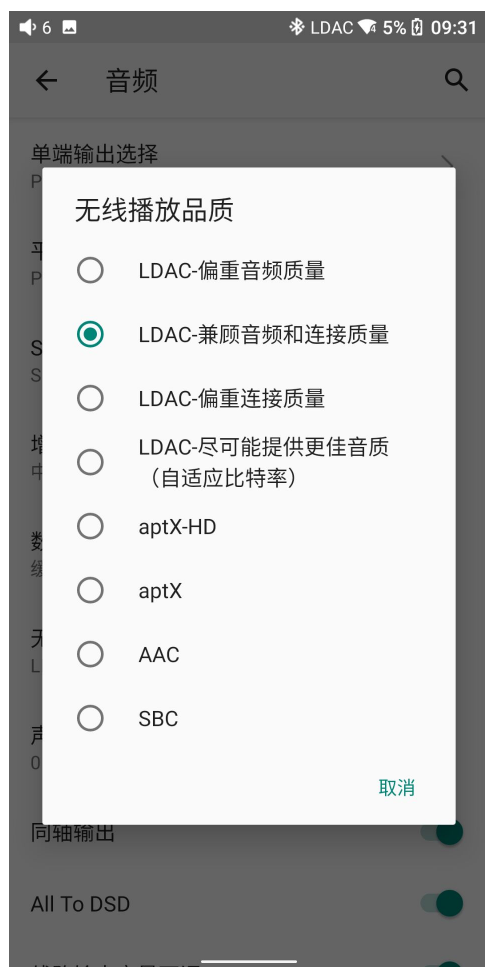 6 LDAC 5% 09:31
音频
单端输出选择
P
无线播放品质
LDAC-偏重音频质量
LDAC-兼顾音频和连接质量
LDAC-偏重连接质量
LDAC-尽可能提供更佳音质
（自适应比特率）
aptX-HD
aptX
AAC
SBC
取消
P
S
S
L
0
同轴输出
All To DSD